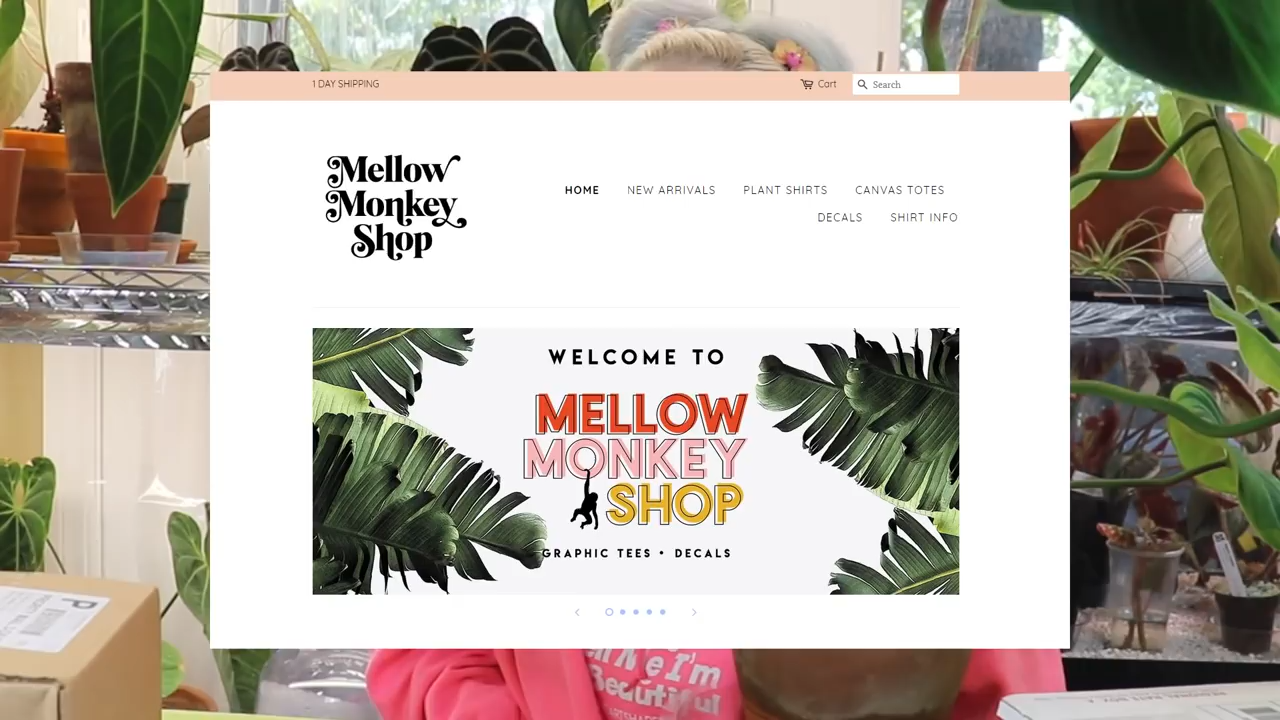 1 DAY SHIPPING
Cart
Search
Mellow
Monkey
Shop
HOME NEW ARRIVALS PLANT SHIRTS CANVAS TOTES
DECALS SHIRT INFO
WELCOME TO
MELLOW
MONKEY
SHOP
GRAPHIC TEES • DECALS
I'm
Beautiful
P